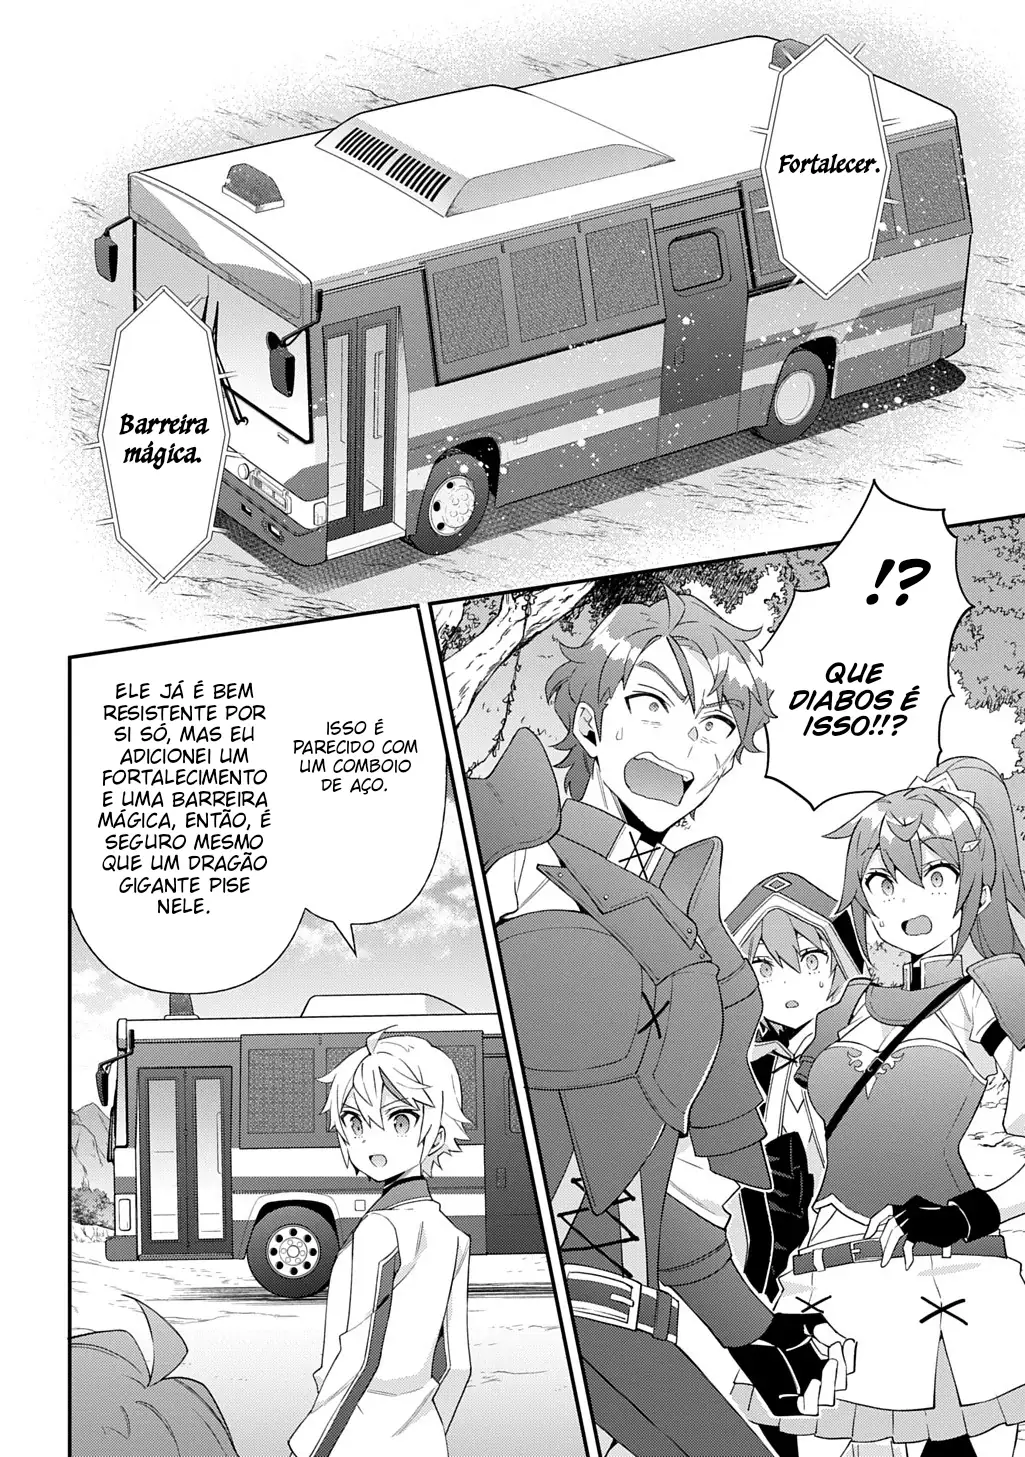 Fortalecer.
Barreira
mágica.
!?
QUE
DIABOS É
ISSO!!?
ISSO É
PARECIDO COM
UM COMBOIO
DE AÇO.
ELE JÁ É BEM
RESISTENTE POR
SI SÓ, MAS EU
ADICIONEI UM
FORTALECIMENTO
E UMA BARREIRA
MÁGICA, ENTÃO, É
SEGURO MESMO
QUE UM DRAGÃO
GIGANTE PISE
NELE.